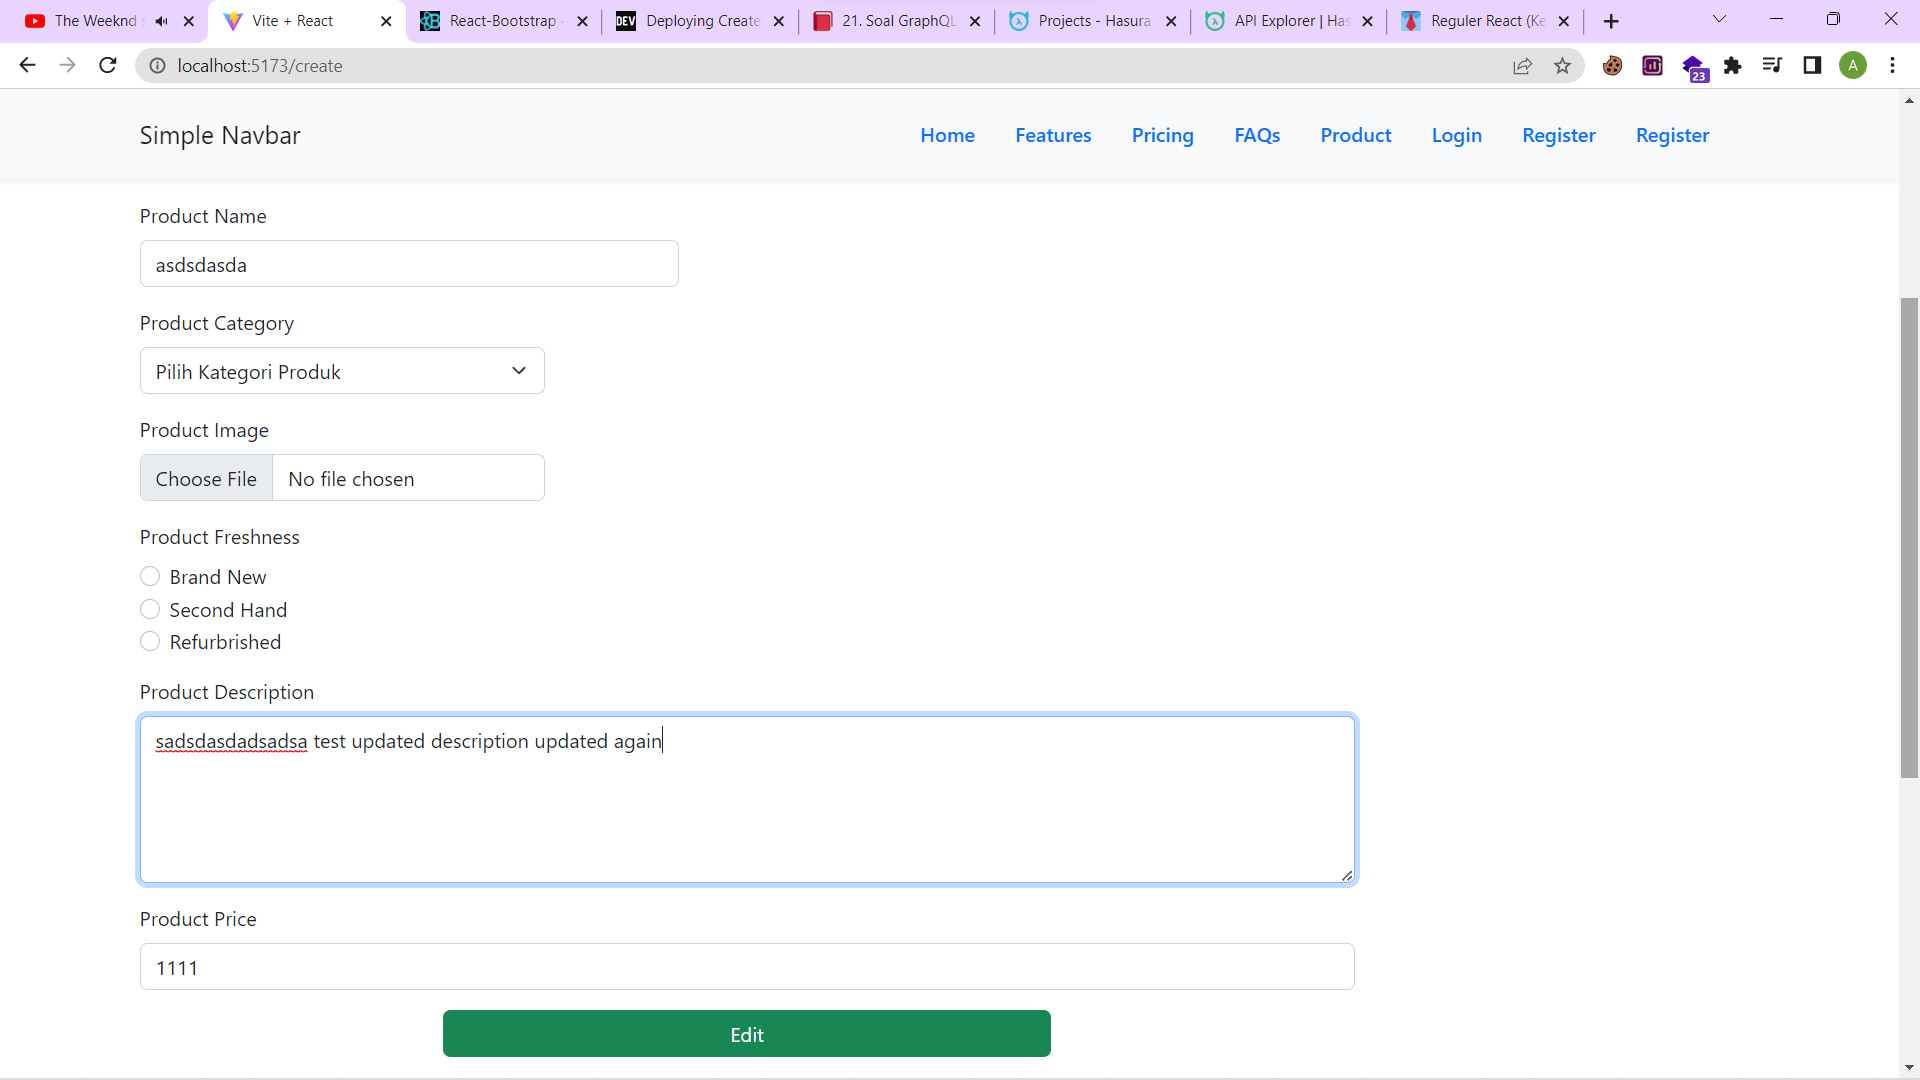 The Weeknd
Vite + React
React-Bootstrap
DEV
Deploying Create
21. Soal GraphQL
Projects - Hasura
API Explorer | Has
Reguler React (Ke
localhost:5173/create
23
A
Simple Navbar
Home
Features
Pricing
FAQs
Product
Login
Register
Register
Product Name
asdsdasda
Product Category
Pilih Kategori Produk
Product Image
Choose File
No file chosen
Product Freshness
Brand New
Second Hand
Refurbrished
Product Description
sadsdasdadsadsa test updated description updated again
Product Price
1111
Edit